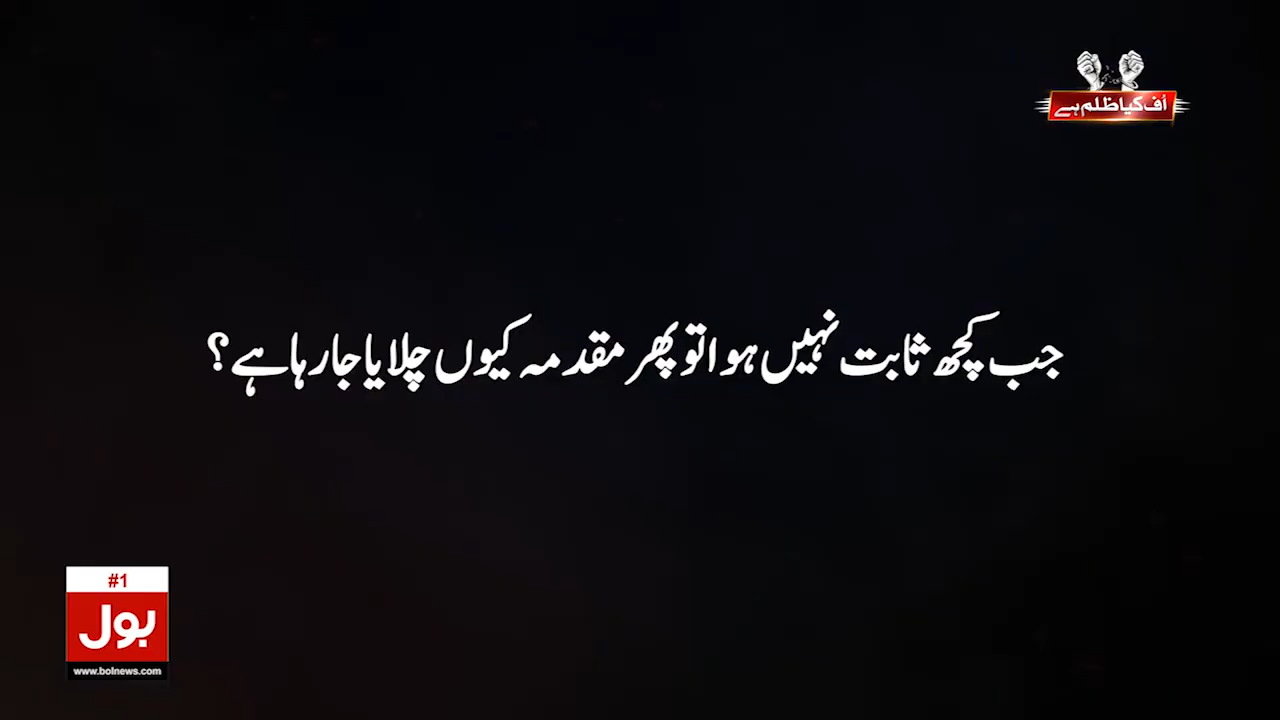 اُف کیا ظلم ہے
جب کچھ ثابت نہیں ہوا تو پھر مقدمہ کیوں چلایا جا رہا ہے؟
#1
بول
www.bolnews.com